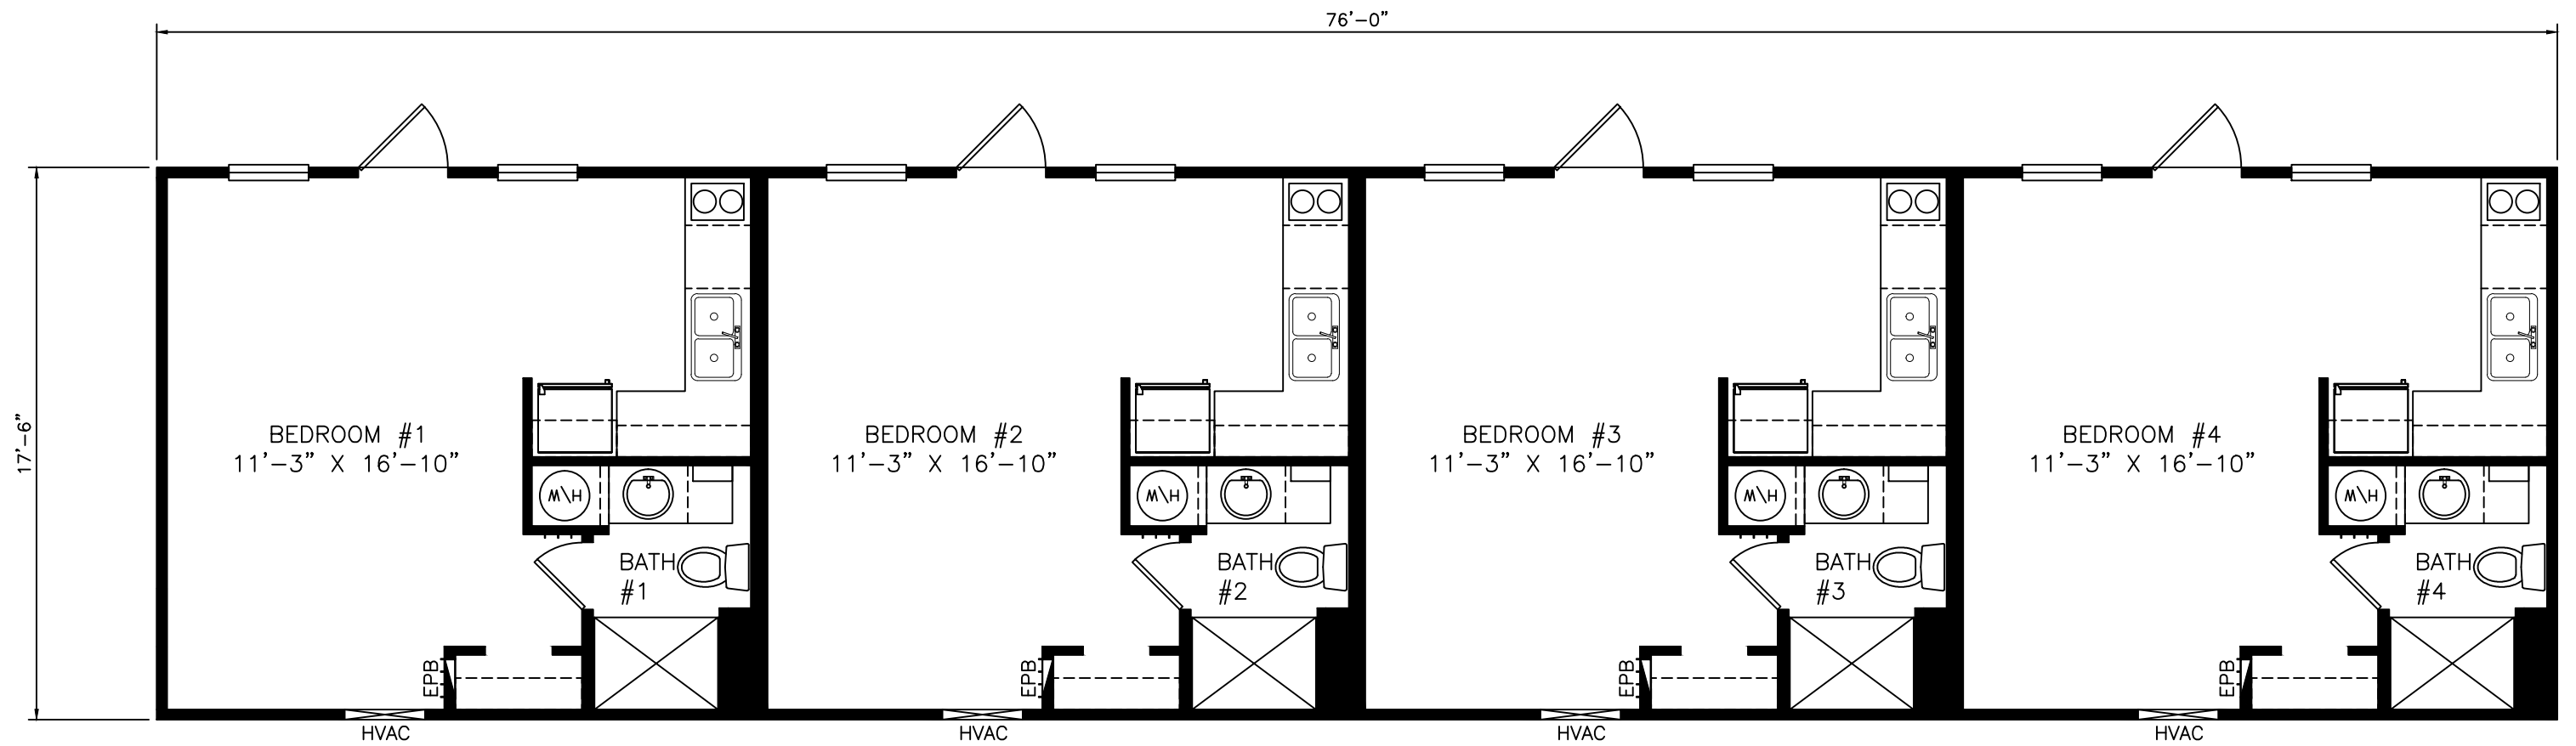 76'-0"
17'-6"
BEDROOM #1
11'-3" X 16'-10"
BEDROOM #2
11'-3" X 16'-10"
BEDROOM #3
11'-3" X 16'-10"
BEDROOM #4
11'-3" X 16'-10"
W/H
W/H
W/H
W/H
BATH
#1
BATH
#2
BATH
#3
BATH
#4
EPB
EPB
EPB
EPB
HVAC
HVAC
HVAC
HVAC